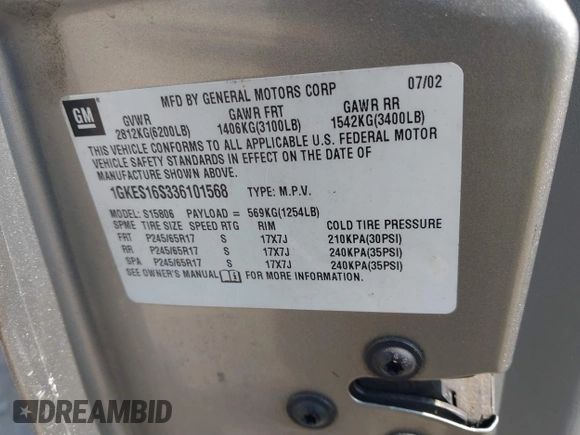 MFD BY GENERAL MOTORS CORP 07/02
GM
GVWR GAWR FRT GAWR RR
2812KG(6200LB) 1406KG(3100LB) 1542KG(3400LB)
THIS VEHICLE CONFORMS TO ALL APPLICABLE U.S. FEDERAL MOTOR
VEHICLE SAFETY STANDARDS IN EFFECT ON THE DATE OF
MANUFACTURE SHOWN ABOVE.
1GKES16S336101568 TYPE: M.P.V.
MODEL: S15806 PAYLOAD = 569KG(1254LB)
SPME TIRE SIZE SPEED RTG RIM COLD TIRE PRESSURE
FRT P245/65R17 S 17X7J 210KPA(30PSI)
RR P245/65R17 S 17X7J 240KPA(35PSI)
SPA P245/65R17 S 17X7J 240KPA(35PSI)
SEE OWNER'S MANUAL FOR MORE INFORMATION.
DREAMBID